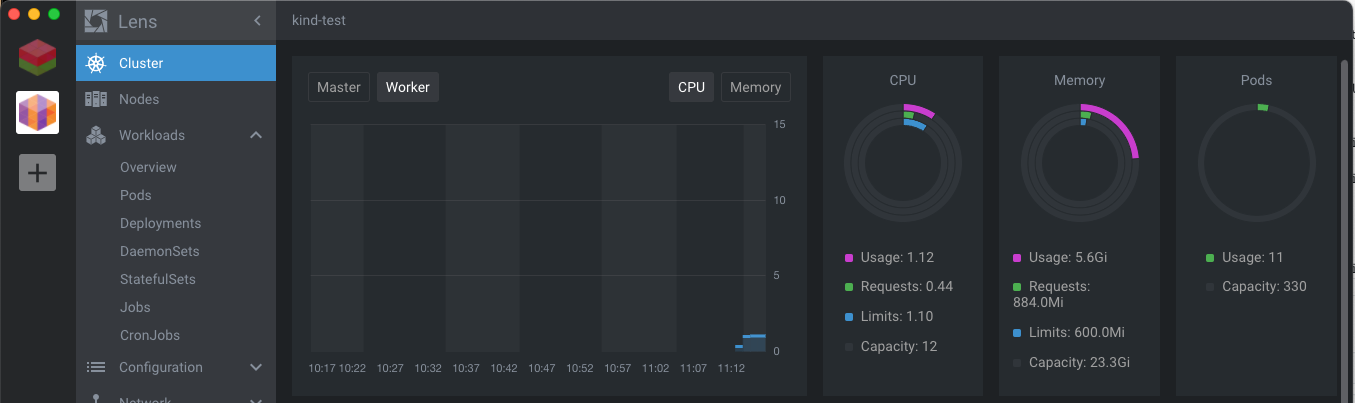 Lens
kind-test
Cluster
Nodes
Workloads
Overview
Pods
Deployments
DaemonSets
StatefulSets
Jobs
CronJobs
Configuration
Network
Master Worker CPU Memory
15
10
5
0
10:17 10:22 10:27 10:32 10:37 10:42 10:47 10:52 10:57 11:02 11:07 11:12
CPU
Usage: 1.12
Requests: 0.44
Limits: 1.10
Capacity: 12
Memory
Usage: 5.6Gi
Requests:
884.0Mi
Limits: 600.0Mi
Capacity: 23.3Gi
Pods
Usage: 11
Capacity: 330